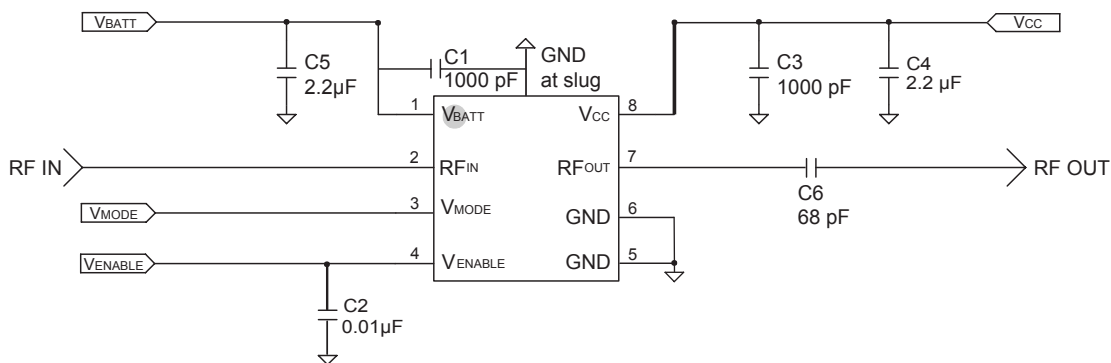 VBATT
VCC
C5
2.2µF
C1
1000 pF
GND
at slug
C3
1000 pF
C4
2.2 µF
1
VBATT
VCC
8
RF IN
2
RFIN
RFOUT
7
RF OUT
C6
68 pF
VMODE
3
VMODE
GND
6
VENABLE
4
VENABLE
GND
5
C2
0.01µF